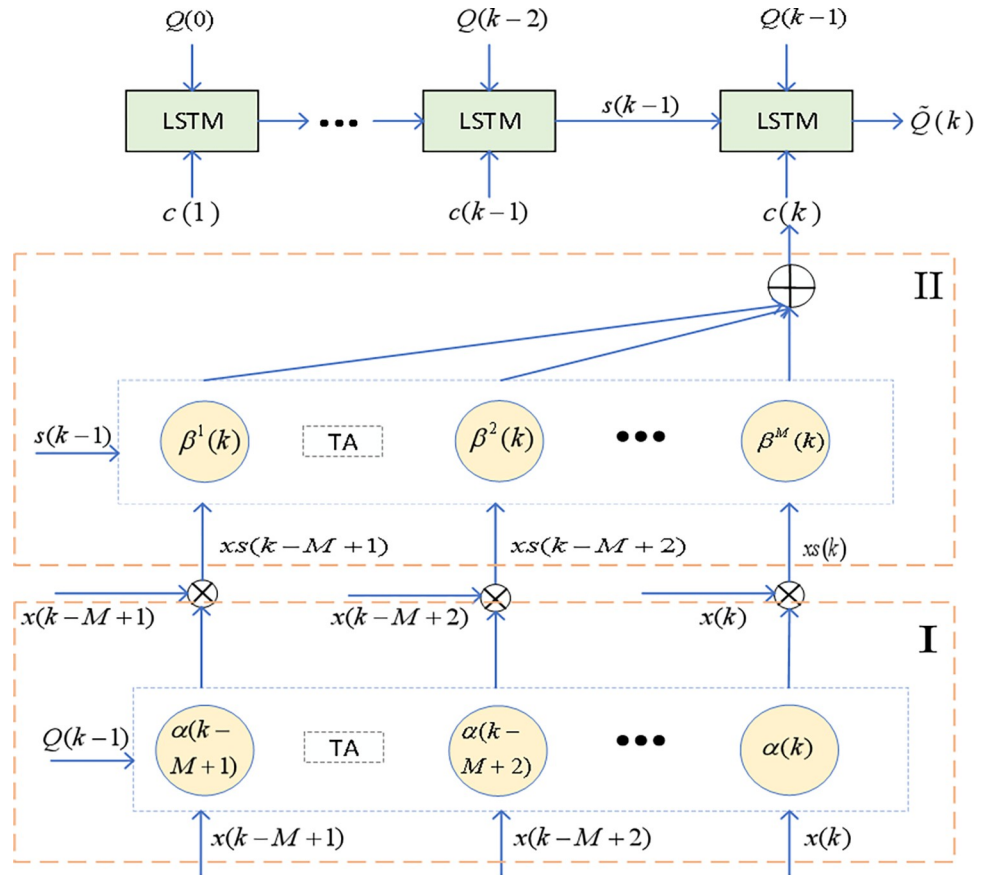 Q(0) Q(k−2) Q(k−1)
LSTM ••• LSTM s(k−1) LSTM Q̃(k)
c(1) c(k−1) c(k)
II
s(k−1) β¹(k) TA β²(k) ••• βᴹ(k)
xs(k−M+1) xs(k−M+2) xs(k)
x(k−M+1) x(k−M+2) x(k)
I
Q(k−1) α(k− TA α(k− ••• α(k)
M+1) M+2)
x(k−M+1) x(k−M+2) x(k)